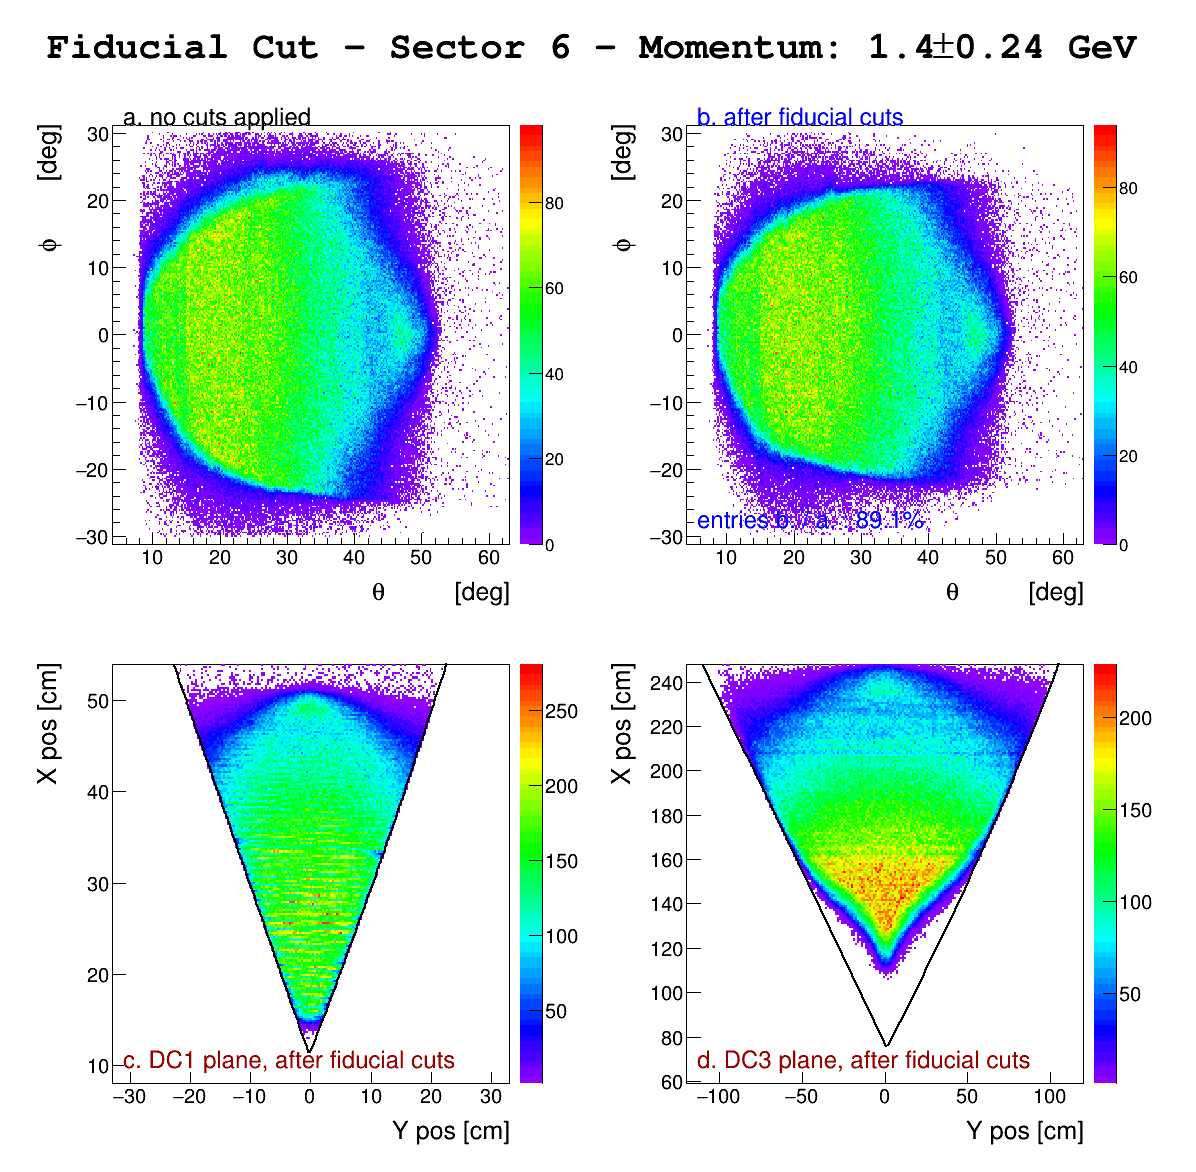 Fiducial Cut - Sector 6 - Momentum: 1.4±0.24 GeV
a. no cuts applied
[deg]
φ
30
20
10
0
−10
−20
−30
10 20 30 40 50 60
θ [deg]
80
60
40
20
0
b. after fiducial cuts
[deg]
φ
30
20
10
0
−10
−20
−30
entries b / a : 89.1%
10 20 30 40 50 60
θ [deg]
80
60
40
20
0
X pos [cm]
50
40
30
20
10
c. DC1 plane, after fiducial cuts
−30 −20 −10 0 10 20 30
Y pos [cm]
250
200
150
100
50
X pos [cm]
240
220
200
180
160
140
120
100
80
60
d. DC3 plane, after fiducial cuts
−100 −50 0 50 100
Y pos [cm]
200
150
100
50